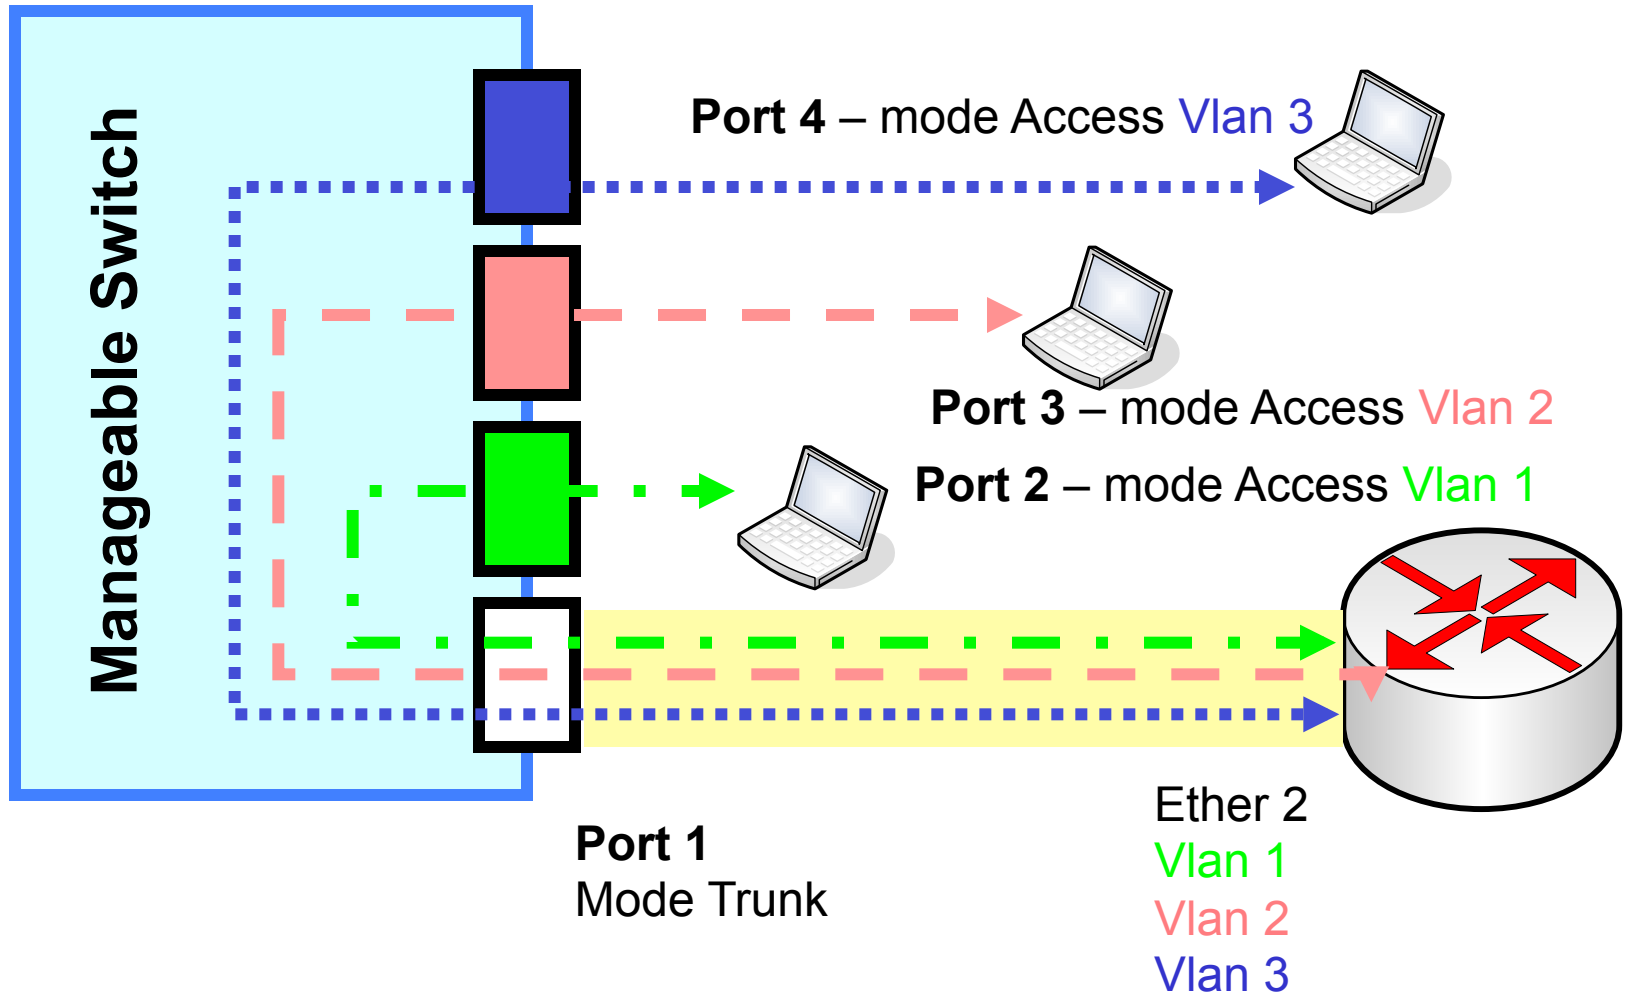 Manageable Switch
Port 4 – mode Access Vlan 3
Port 3 – mode Access Vlan 2
Port 2 – mode Access Vlan 1
Port 1
Mode Trunk
Ether 2
Vlan 1
Vlan 2
Vlan 3